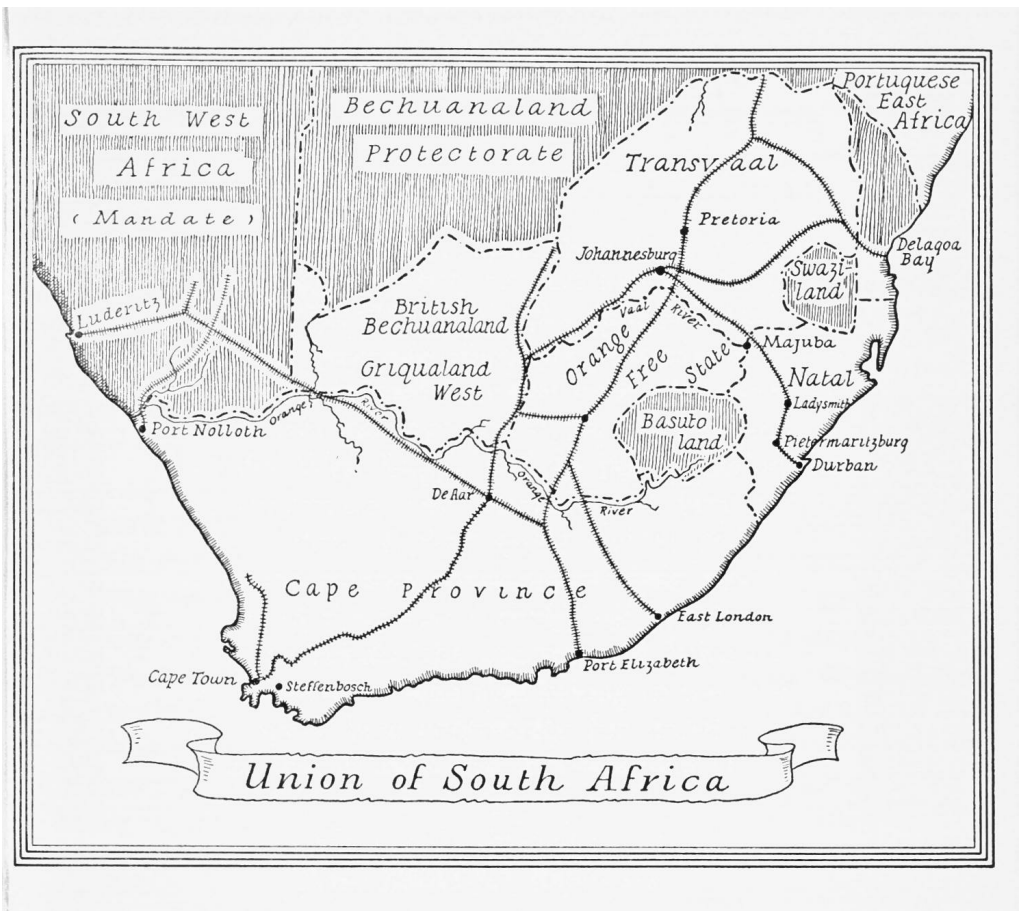 South West
Africa
(Mandate)
Bechuanaland
Protectorate
Portuguese
East
Africa
Transvaal
Pretoria
Johannesburg
Delagoa
Bay
Swazi-
land
Luderitz
British
Bechuanaland
Griqualand
West
Vaal
River
Orange
Free
State
Majuba
Natal
Ladysmith
Basuto
land
Pietermaritzburg
Durban
Port Nolloth
Orange
River
De Aar
Orange
River
Cape Province
East London
Port Elizabeth
Cape Town
Steffenbosch
Union of South Africa